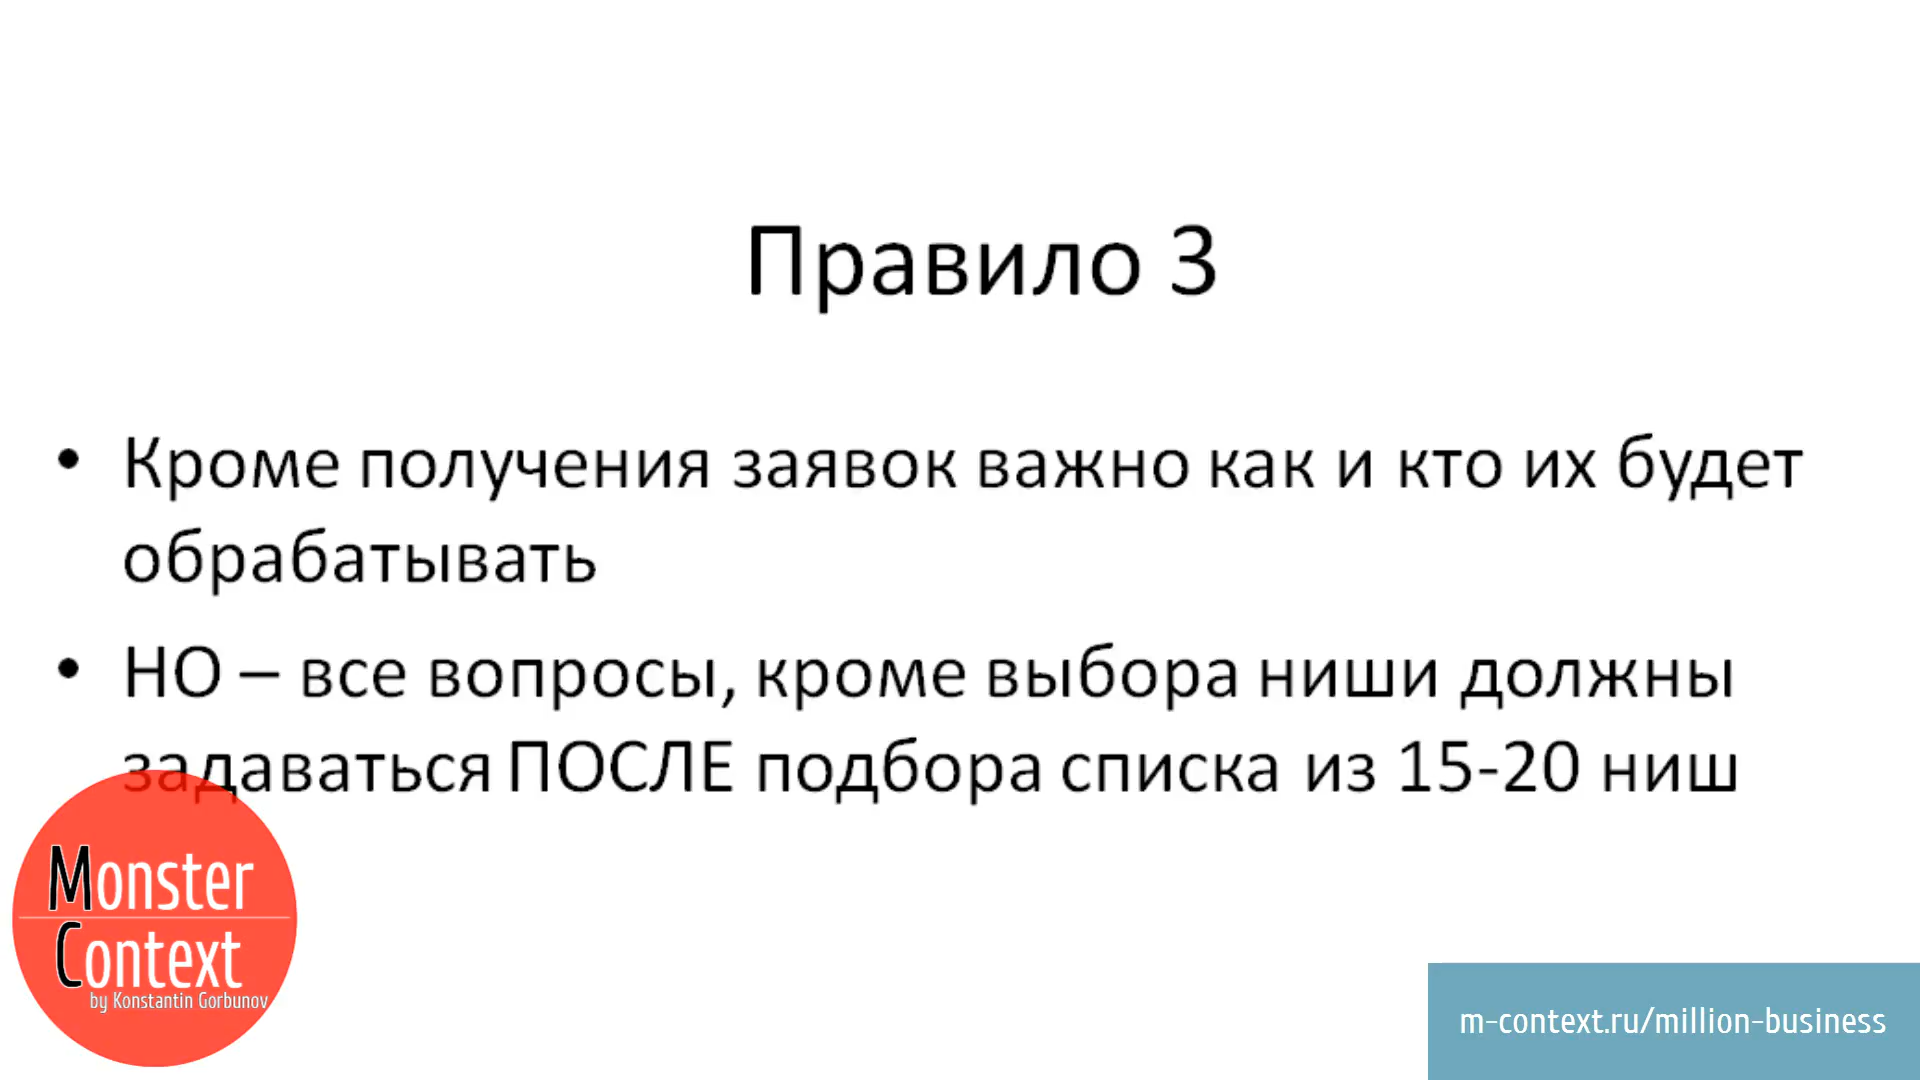 Правило 3
• Кроме получения заявок важно как и кто их будет
обрабатывать
• НО – все вопросы, кроме выбора ниши должны
задаваться ПОСЛЕ подбора списка из 15-20 ниш
Monster
Context
by Konstantin Gorbunov
m-context.ru/million-business